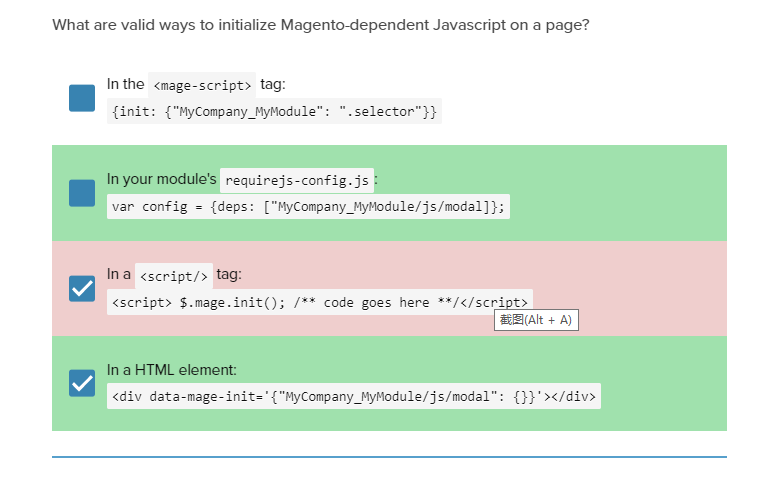 What are valid ways to initialize Magento-dependent Javascript on a page?
In the <mage-script> tag:
{init: {"MyCompany_MyModule": ".selector"}}
In your module's requirejs-config.js:
var config = {deps: ["MyCompany_MyModule/js/modal]};
In a <script/> tag:
<script> $.mage.init(); /** code goes here **/</script>
截图(Alt + A)
In a HTML element:
<div data-mage-init='{"MyCompany_MyModule/js/modal": {}}'></div>